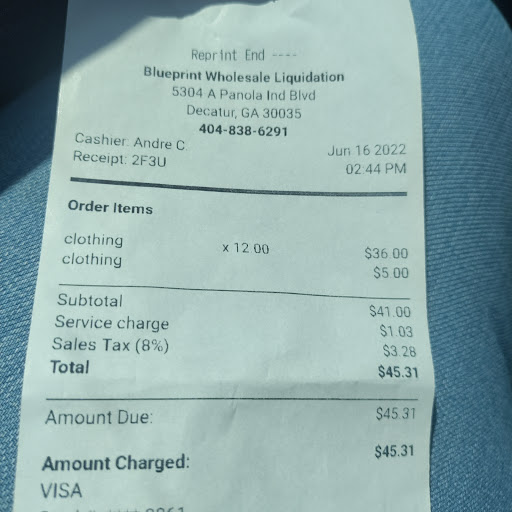 Reprint End ----
Blueprint Wholesale Liquidation
5304 A Panola Ind Blvd
Decatur, GA 30035
404-838-6291
Cashier: Andre C
Jun 16 2022
Receipt: 2F3U
02:44 PM
Order Items
clothing x 12.00 $36.00
clothing $5.00
Subtotal $41.00
Service charge $1.03
Sales Tax (8%) $3.28
Total $45.31
Amount Due: $45.31
Amount Charged: $45.31
VISA